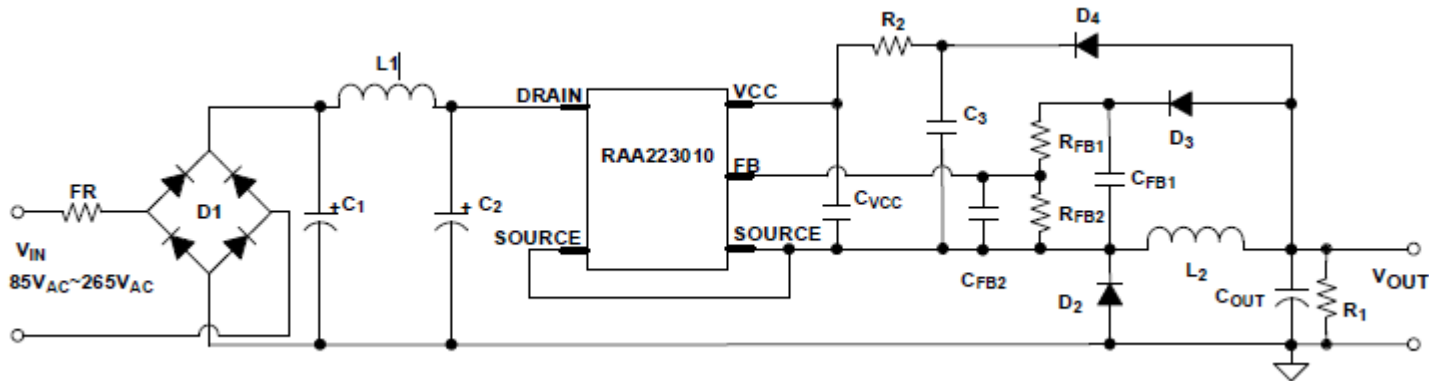 D4
R2
L1
DRAIN
VCC
C3
D3
RFB1
RAA223010
FB
CFB1
FR
D1
+ C1
+ C2
CVCC
RFB2
SOURCE
SOURCE
VIN
85VAC~265VAC
CFB2
D2
L2
COUT
R1
VOUT